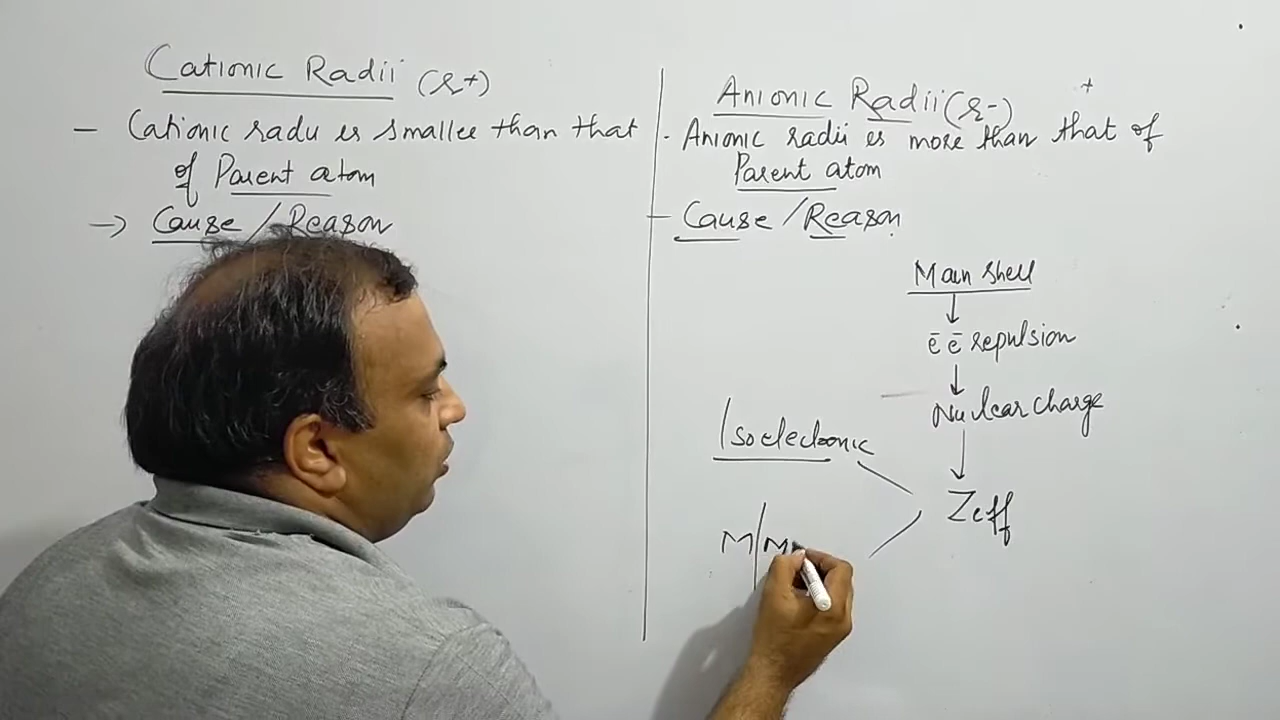 Cationic Radii (r+)
- Cationic radii is smaller than that
of Parent atom
→ Cause / Reason
Anionic Radii (r-)
+
· Anionic radii is more than that of
Parent atom
- Cause / Reason.
Main shell
↓
ē ē repulsion
↓
Nuclear charge
↓
Isoelectronic
Zeff
M/M